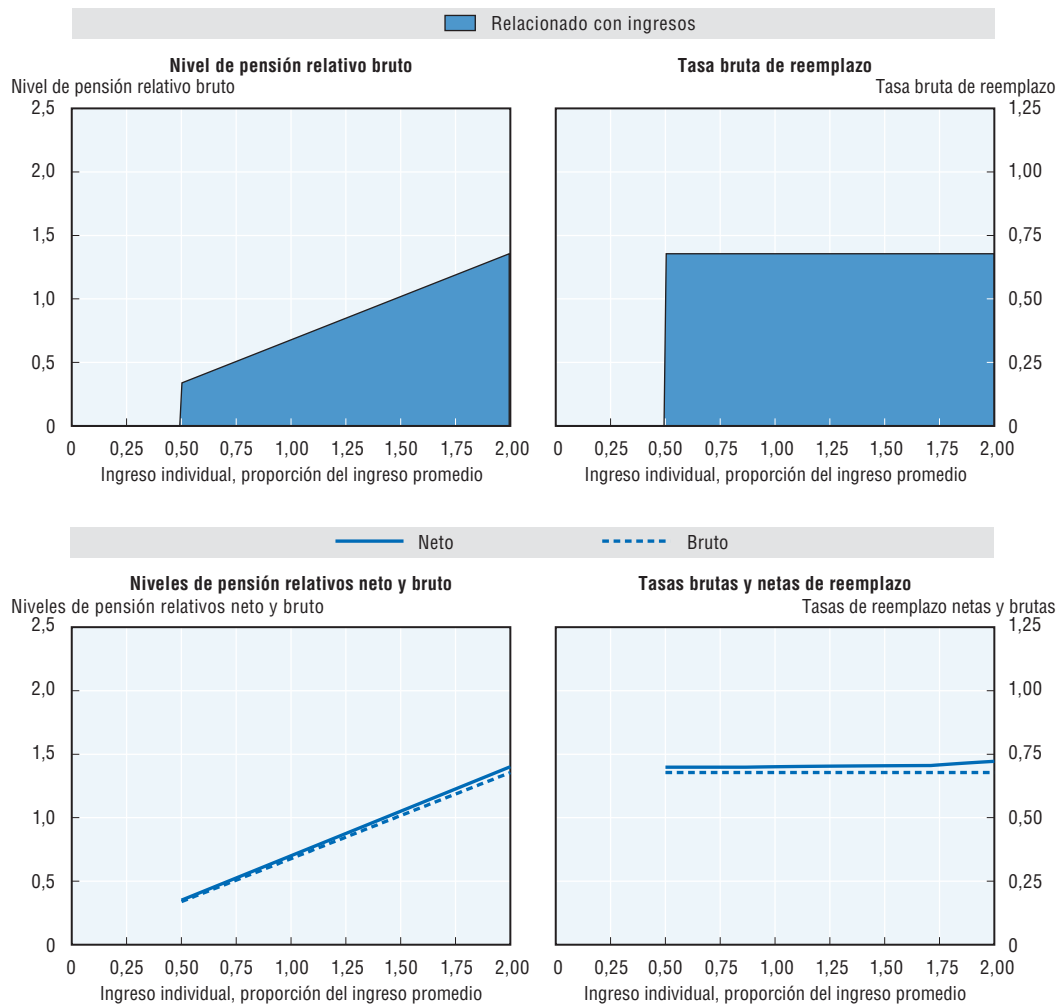 Relacionado con ingresos
Nivel de pensión relativo bruto
Nivel de pensión relativo bruto
2,5
2,0
1,5
1,0
0,5
0
0 0,25 0,50 0,75 1,00 1,25 1,50 1,75 2,00
Ingreso individual, proporción del ingreso promedio
Tasa bruta de reemplazo
Tasa bruta de reemplazo
1,25
1,00
0,75
0,50
0,25
0
0 0,25 0,50 0,75 1,00 1,25 1,50 1,75 2,00
Ingreso individual, proporción del ingreso promedio
Neto Bruto
Niveles de pensión relativos neto y bruto
Niveles de pensión relativos neto y bruto
2,5
2,0
1,5
1,0
0,5
0
0 0,25 0,50 0,75 1,00 1,25 1,50 1,75 2,00
Ingreso individual, proporción del ingreso promedio
Tasas brutas y netas de reemplazo
Tasas de reemplazo netas y brutas
1,25
1,00
0,75
0,50
0,25
0
0 0,25 0,50 0,75 1,00 1,25 1,50 1,75 2,00
Ingreso individual, proporción del ingreso promedio